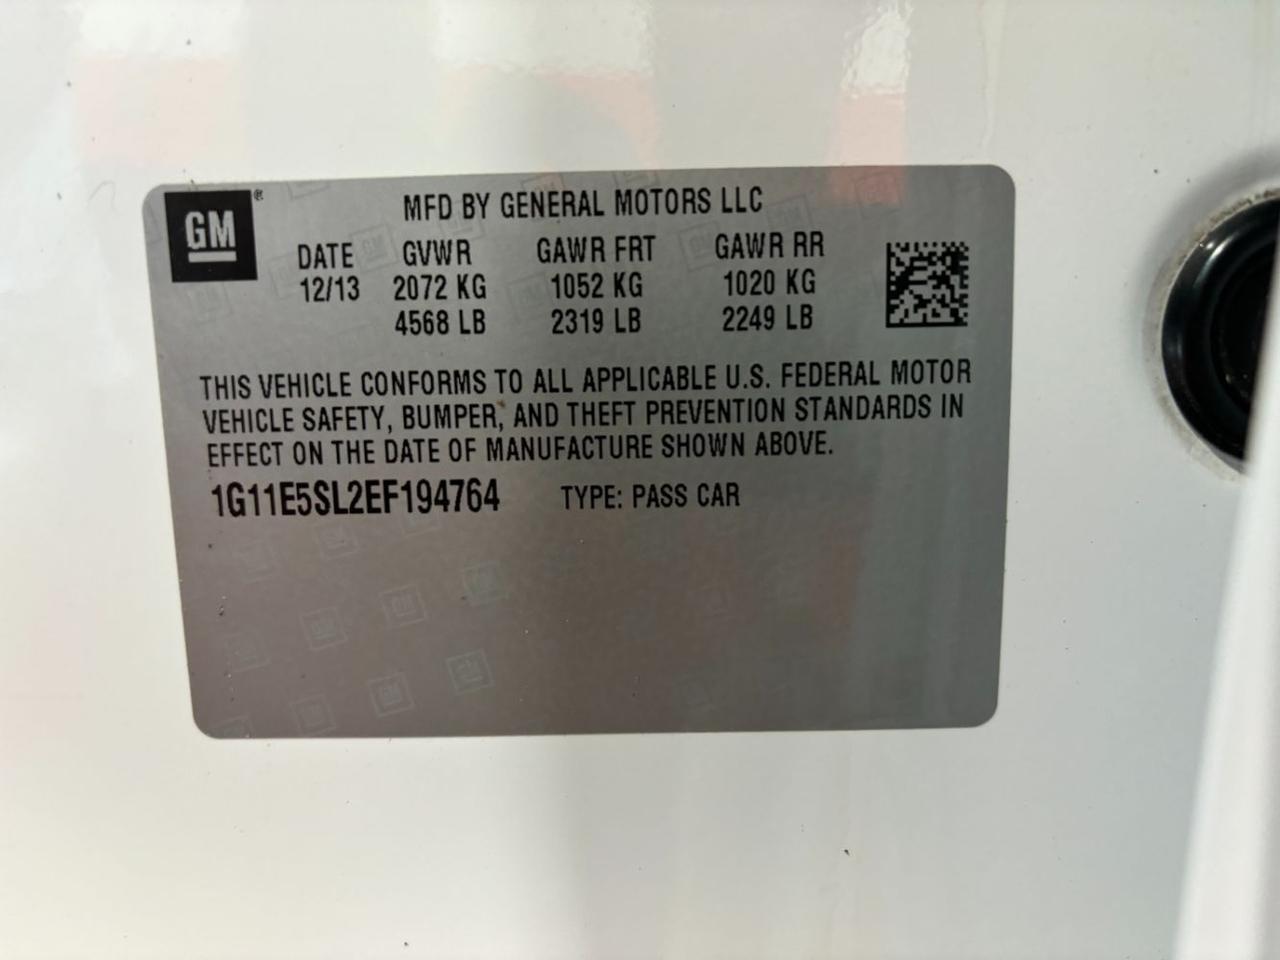 GM®
MFD BY GENERAL MOTORS LLC
DATE GVWR GAWR FRT GAWR RR
12/13 2072 KG 1052 KG 1020 KG
4568 LB 2319 LB 2249 LB
THIS VEHICLE CONFORMS TO ALL APPLICABLE U.S. FEDERAL MOTOR
VEHICLE SAFETY, BUMPER, AND THEFT PREVENTION STANDARDS IN
EFFECT ON THE DATE OF MANUFACTURE SHOWN ABOVE.
1G11E5SL2EF194764 TYPE: PASS CAR